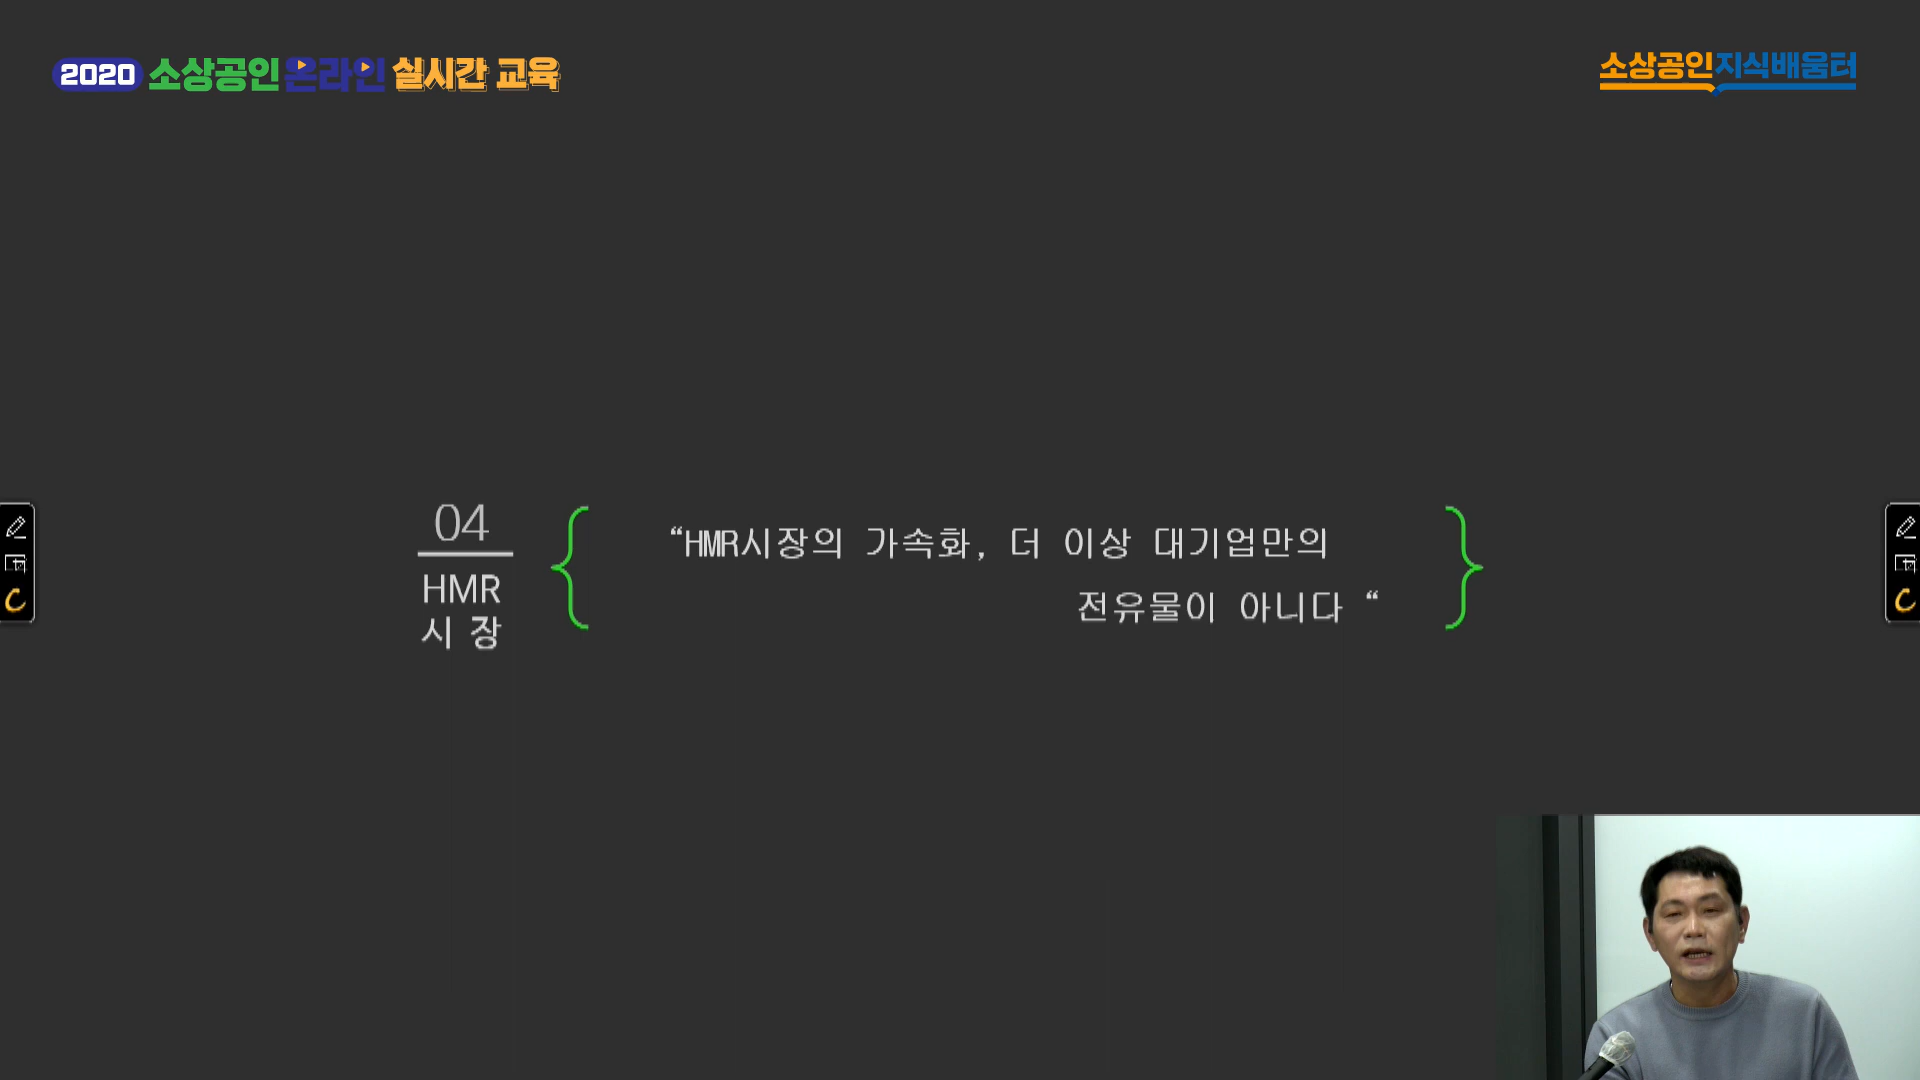 2020 소상공인 온라인 실시간 교육
소상공인지식배움터
04
HMR
시 장
“HMR시장의 가속화, 더 이상 대기업만의
전유물이 아니다 “